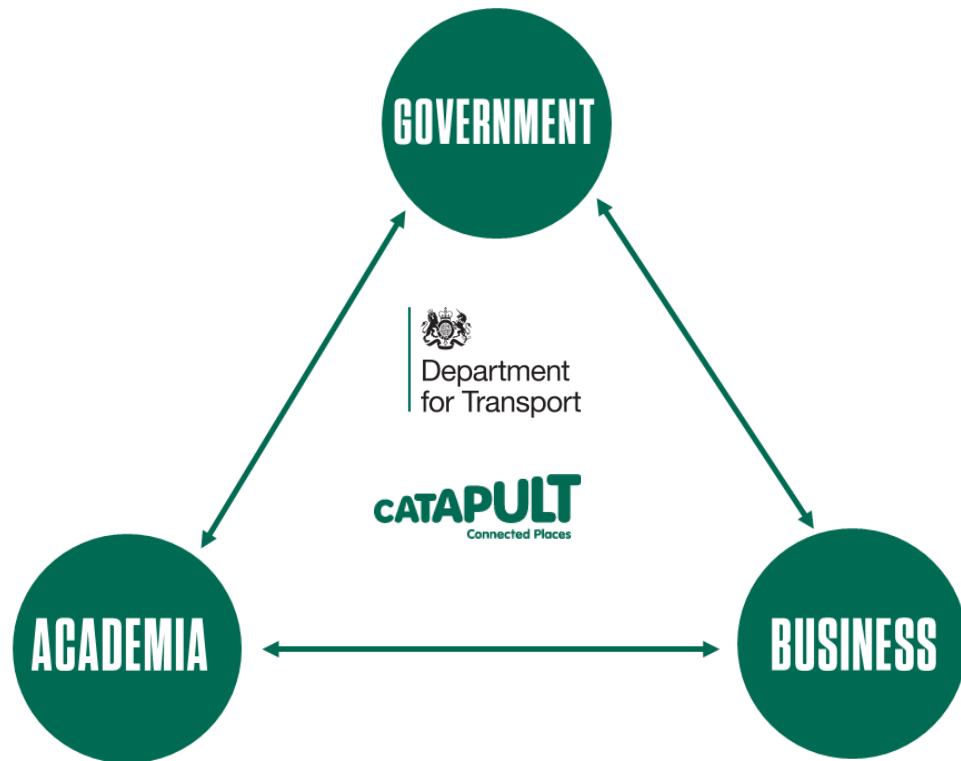 GOVERNMENT
Department
for Transport
CATAPULT
Connected Places
ACADEMIA
BUSINESS